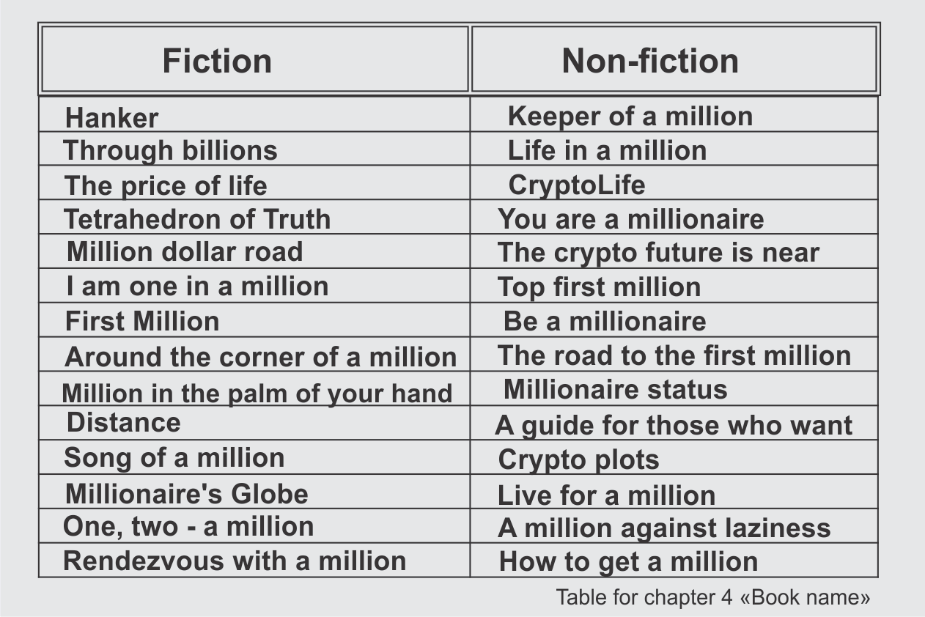 Fiction Non-fiction
Hanker Keeper of a million
Through billions Life in a million
The price of life CryptoLife
Tetrahedron of Truth You are a millionaire
Million dollar road The crypto future is near
I am one in a million Top first million
First Million Be a millionaire
Around the corner of a million The road to the first million
Million in the palm of your hand Millionaire status
Distance A guide for those who want
Song of a million Crypto plots
Millionaire's Globe Live for a million
One, two - a million A million against laziness
Rendezvous with a million How to get a million
Table for chapter 4 «Book name»